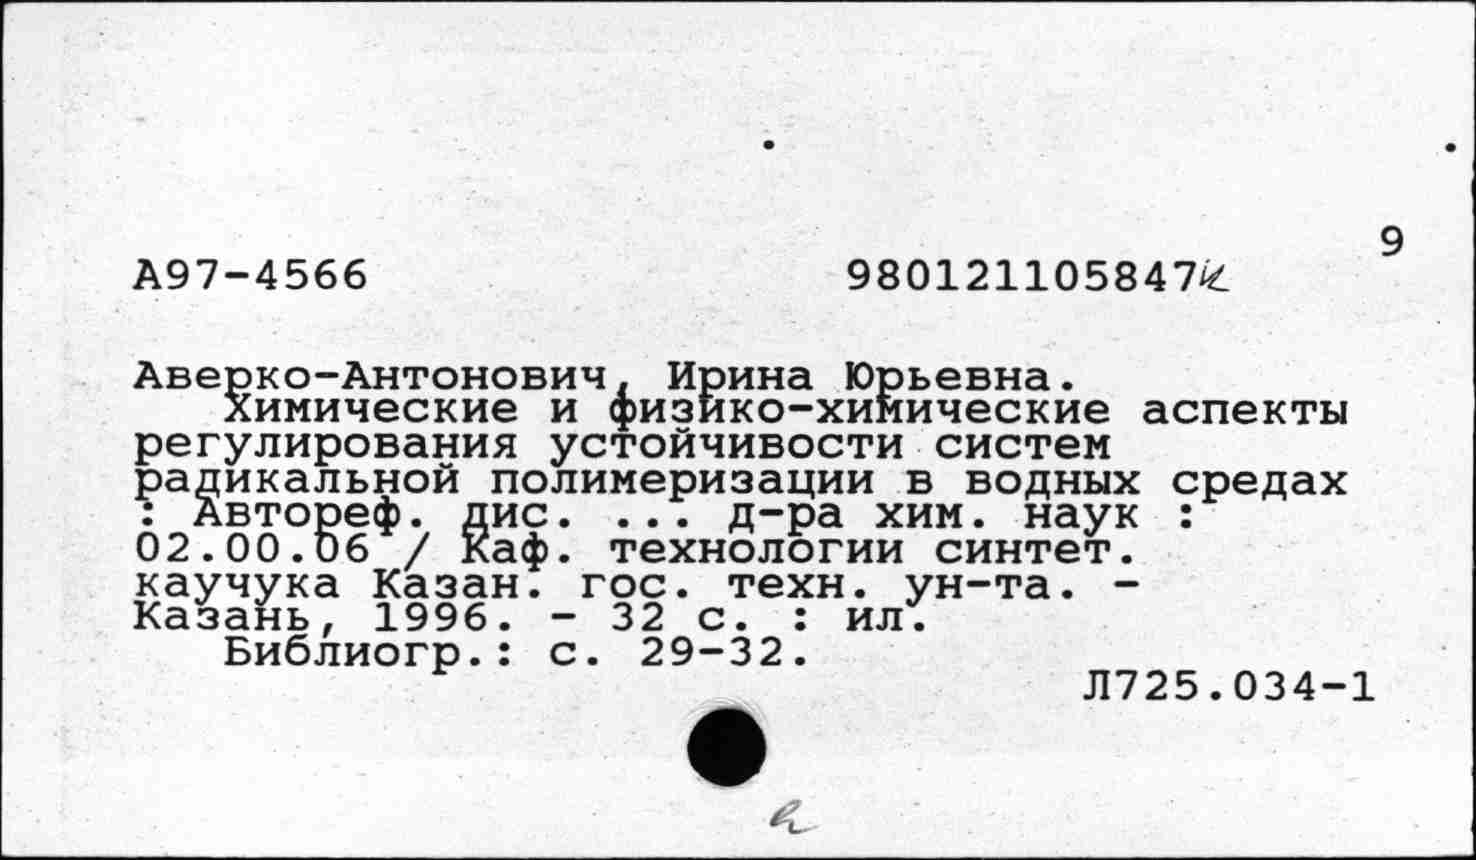 9
А97-4566 980121105847
Аверко-Антонович, Ирина Юрьевна.
Химические и физико-химические аспекты
регулирования устойчивости систем
радикальной полимеризации в водных средах
: Автореф. дис. ... д-ра хим. наук :
02.00.06 / Каф. технологии синтет.
каучука Казан. гос. техн. ун-та. -
Казань, 1996. - 32 с. : ил.
Библиогр.: с. 29-32.
Л725.034-1